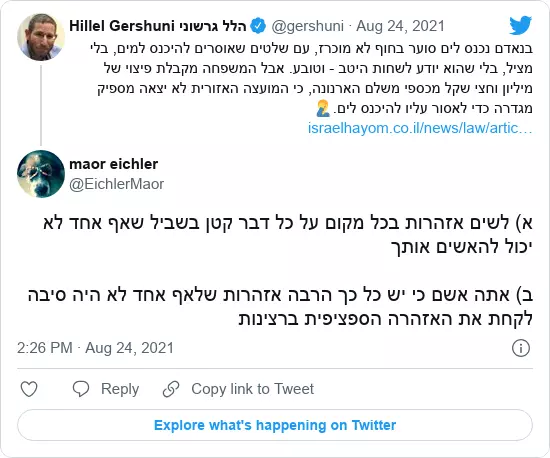 Hillel Gershuni הלל גרשוני @gershuni · Aug 24, 2021
בנאדם נכנס לים סוער בחוף לא מוכרז, עם שלטים שאוסרים להיכנס למים, בלי
מציל, בלי שהוא יודע לשחות היטב - וטובע. אבל המשפחה מקבלת פיצוי של
מיליון וחצי שקל מכספי משלם הארנונה, כי המועצה האזורית לא יצאה מספיק
מגדרה כדי לאסור עליו להיכנס לים. 🤦‍♂️
israelhayom.co.il/news/law/artic…
maor eichler
@EichlerMaor
א) לשים אזהרות בכל מקום על כל דבר קטן בשביל שאף אחד לא
יכול להאשים אותך
ב) אתה אשם כי יש כל כך הרבה אזהרות שלאף אחד לא היה סיבה
לקחת את האזהרה הספציפית ברצינות
2:26 PM · Aug 24, 2021
Reply Copy link to Tweet
Explore what's happening on Twitter